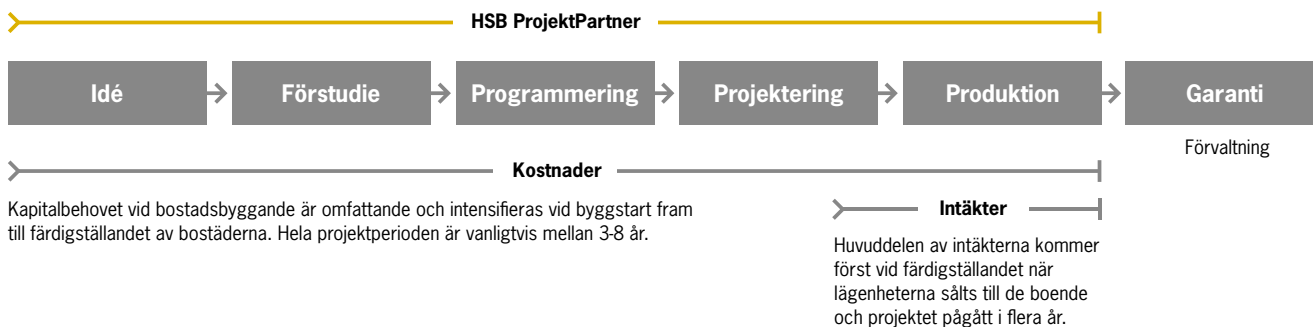 HSB ProjektPartner
Idé
Förstudie
Programmering
Projektering
Produktion
Garanti
Förvaltning
Kostnader
Kapitalbehovet vid bostadsbyggande är omfattande och intensifieras vid byggstart fram
till färdigställandet av bostäderna. Hela projektperioden är vanligtvis mellan 3-8 år.
Intäkter
Huvuddelen av intäkterna kommer
först vid färdigställandet när
lägenheterna sålts till de boende
och projektet pågått i flera år.